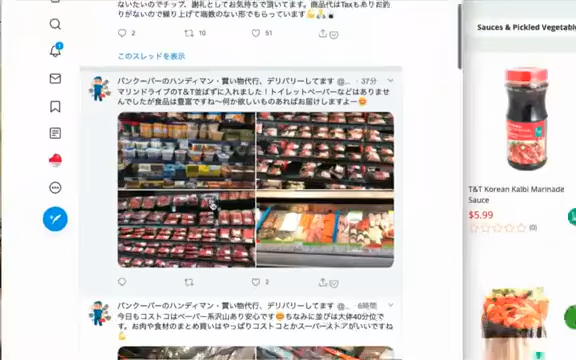 ないたいのでチップ、謝礼としてお気持ちで頂いてます。商品代はTaxもありお釣
りがないので繰り上げて端数のない形でもらっています💪🙏
2
10
51
このスレッドを表示
バンクーバーのハンディマン・買い物代行、デリバリーしてます @... ・37分
マリンドライブのT&T並ばずに入れました！トイレットペーパーなどはありませ
んでしたが食品は豊富ですね〜何か欲しいものあればお届けしますよー😊
2
バンクーバーのハンディマン・買い物代行、デリバリーしてます @... ・6時間
今日もコストコはペーパー系沢山あり安心です😊ちなみに並びは大体40分位で
す。お肉や食材のまとめ買いはやっぱりコストコとかスーパーストアがいいですね
💪
Sauces & Pickled Vegetabl
T&T Korean Kalbi Marinade
Sauce
$5.99
(0)